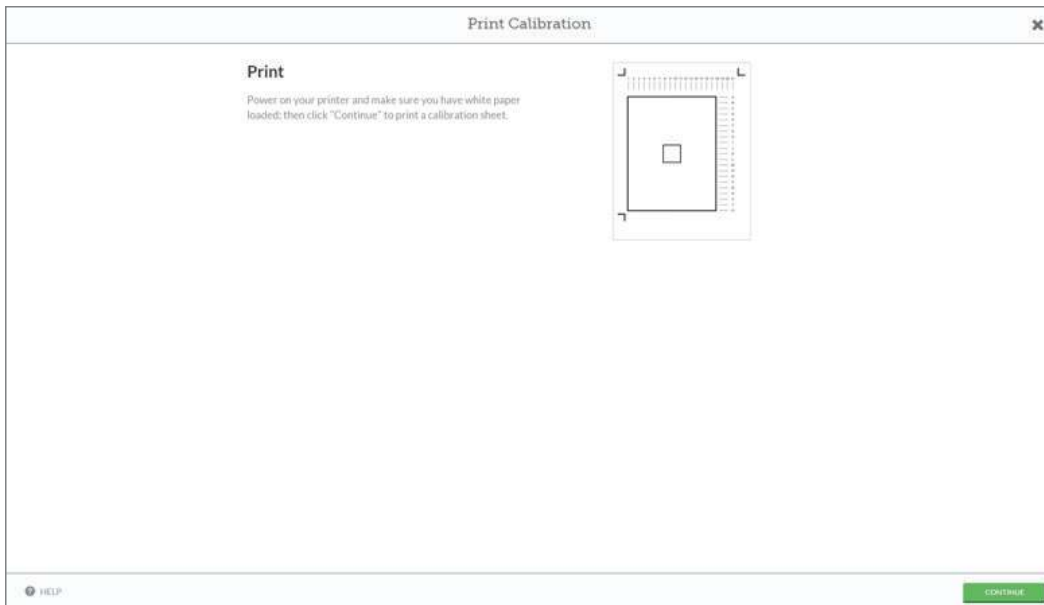 Print Calibration
Print
Power on your printer and make sure you have white paper
loaded; then click "Continue" to print a calibration sheet.
HELP
CONTINUE